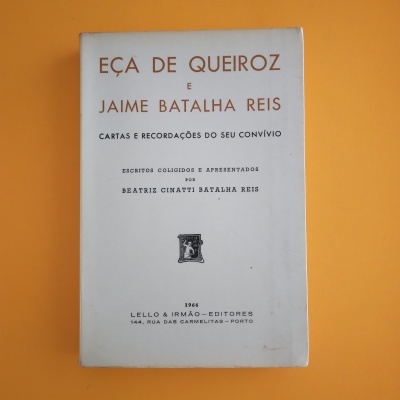 EÇA DE QUEIROZ
E
JAIME BATALHA REIS
CARTAS E RECORDAÇÕES DO SEU CONVÍVIO
ESCRITOS COLIGIDOS E APRESENTADOS
POR
BEATRIZ CINATTI BATALHA REIS
1966
LELLO & IRMÃO – EDITORES
144, RUA DAS CARMELITAS – PORTO